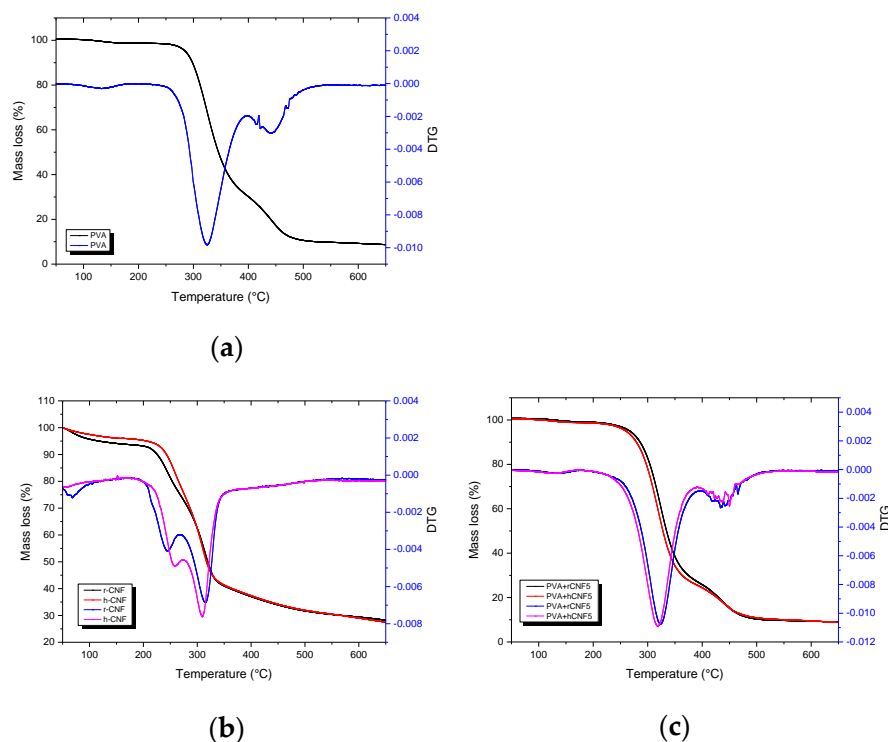 100
80
60
40
20
0
Mass loss (%)
0.004
0.002
0.000
-0.002
-0.004
-0.006
-0.008
-0.010
DTG
PVA
PVA
100 200 300 400 500 600
Temperature (°C)
(a)
110
100
90
80
70
60
50
40
30
20
Mass loss (%)
0.004
0.002
0.000
-0.002
-0.004
-0.006
-0.008
DTG
r-CNF
h-CNF
r-CNF
h-CNF
100 200 300 400 500 600
Temperature (°C)
(b)
100
80
60
40
20
0
Mass loss (%)
0.004
0.002
0.000
-0.002
-0.004
-0.006
-0.008
-0.010
-0.012
DTG
PVA+rCNF5
PVA+hCNF5
PVA+rCNF5
PVA+hCNF5
100 200 300 400 500 600
Temperature (°C)
(c)